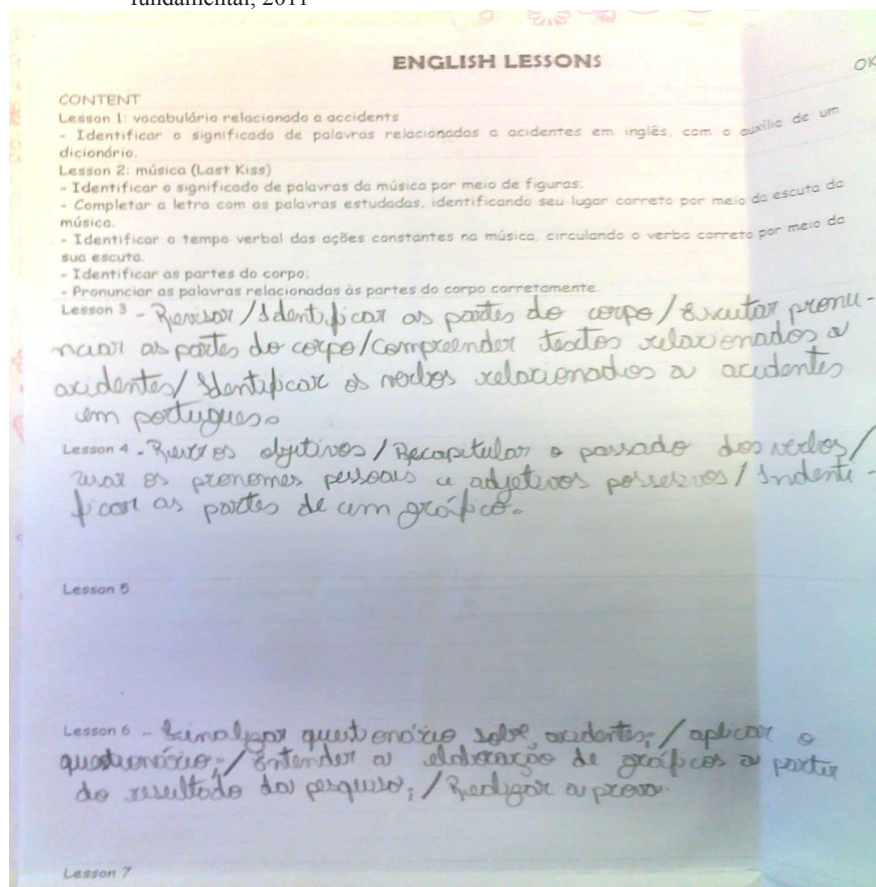 fundamental, 2011
ENGLISH LESSONS
OK
CONTENT
Lesson 1: vocabulário relacionado a accidents
- Identificar o significado de palavras relacionadas a acidentes em inglês, com o auxílio de um
dicionário.
Lesson 2: música (Last Kiss)
- Identificar o significado de palavras da música por meio de figuras;
- Completar a letra com as palavras estudadas, identificando seu lugar correto por meio da escuta da
música.
- Identificar o tempo verbal das ações constantes na música, circulando o verbo correto por meio da
sua escuta.
- Identificar as partes do corpo;
- Pronunciar as palavras relacionadas às partes do corpo corretamente.
Lesson 3 - Revisar / Identificar as partes do corpo / Escutar pronu-
nciar as partes do corpo / compreender textos relacionados a
acidentes / Identificar os verbos relacionados a acidentes
em portugues.
Lesson 4 - os objetivos / Recapitular o passado dos verbos /
usar os pronomes pessoais e adjetivos possesivos / Indenti-
ficar as partes de um gráfico.
Lesson 5
Lesson 6 - Finalizar questionário sobre acidentes; / aplicar o
questionário; / Entender a elaboração de gráficos a partir
do resultado da pesquisa; / a prova.
Lesson 7